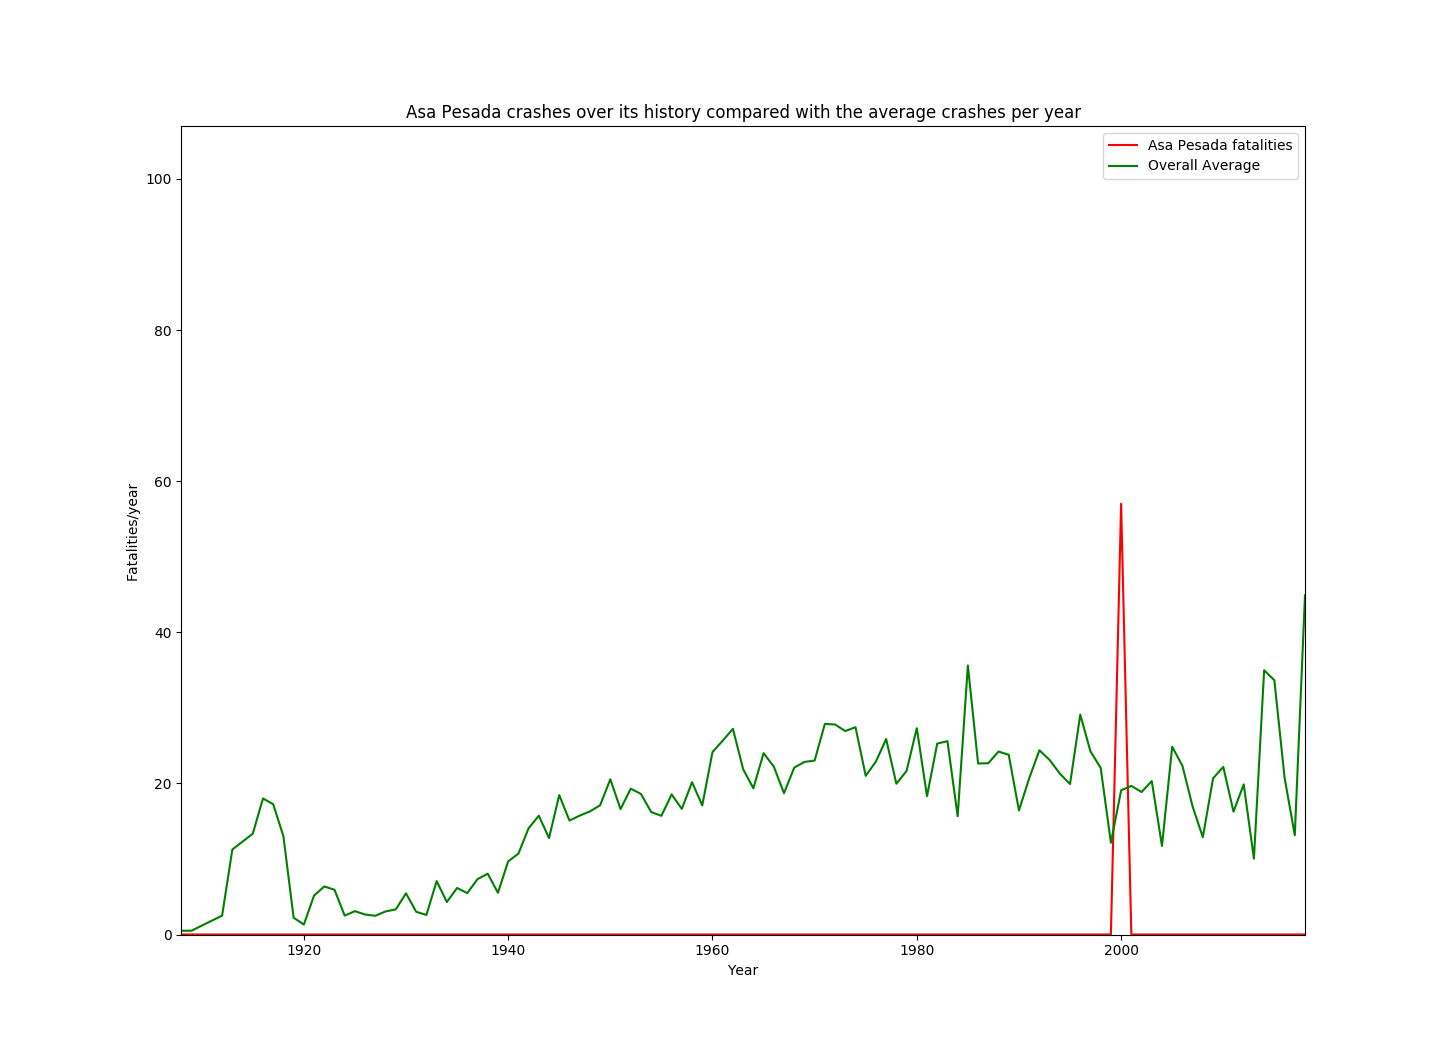 Asa Pesada crashes over its history compared with the average crashes per year
Asa Pesada fatalities
Overall Average
100
80
60
40
20
0
Fatalities/year
1920 1940 1960 1980 2000
Year